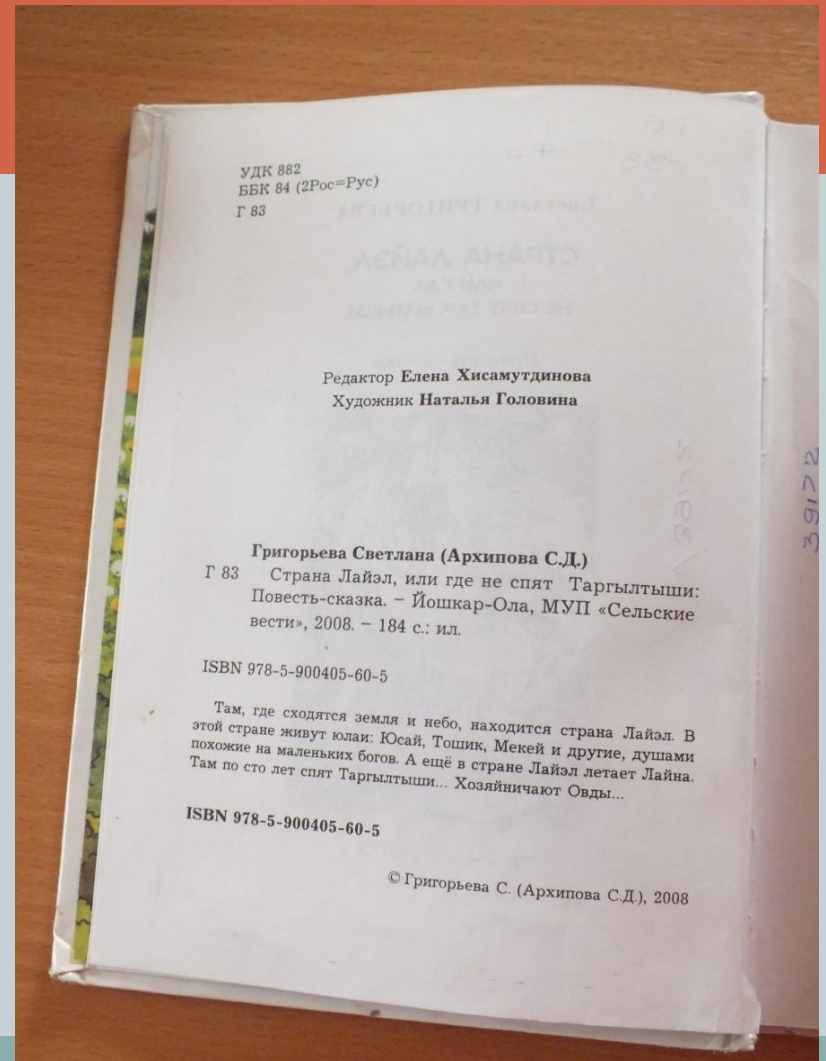 УДК 882
ББК 84 (2Рос=Рус)
Г 83
Редактор Елена Хисамутдинова
Художник Наталья Головина
Григорьева Светлана (Архипова С.Д.)
Г 83 Страна Лайэл, или где не спят Таргылтыши:
Повесть-сказка. – Йошкар-Ола, МУП «Сельские
вести», 2008. – 184 с.: ил.
ISBN 978-5-900405-60-5
Там, где сходятся земля и небо, находится страна Лайэл. В
этой стране живут юлаи: Юсай, Тошик, Мекей и другие, душами
похожие на маленьких богов. А ещё в стране Лайэл летает Лайна.
Там по сто лет спят Таргылтыши... Хозяйничают Овды...
ISBN 978-5-900405-60-5
© Григорьева С. (Архипова С.Д.), 2008